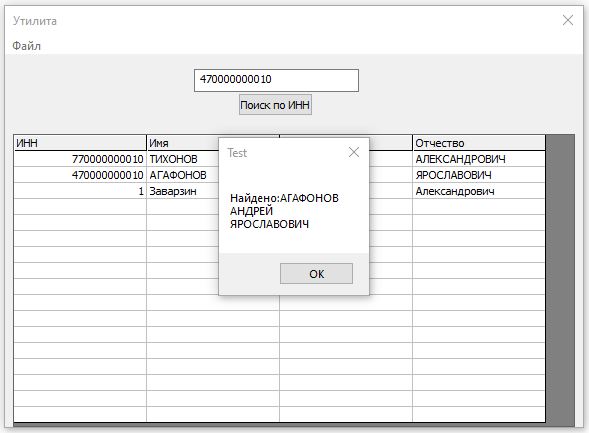 Утилита
Файл
470000000010
Поиск по ИНН
ИНН Имя Отчество
770000000010 ТИХОНОВ АЛЕКСАНДРОВИЧ
470000000010 АГАФОНОВ ЯРОСЛАВОВИЧ
1 Заварзин Александрович
Test
Найдено:АГАФОНОВ
АНДРЕЙ
ЯРОСЛАВОВИЧ
OK